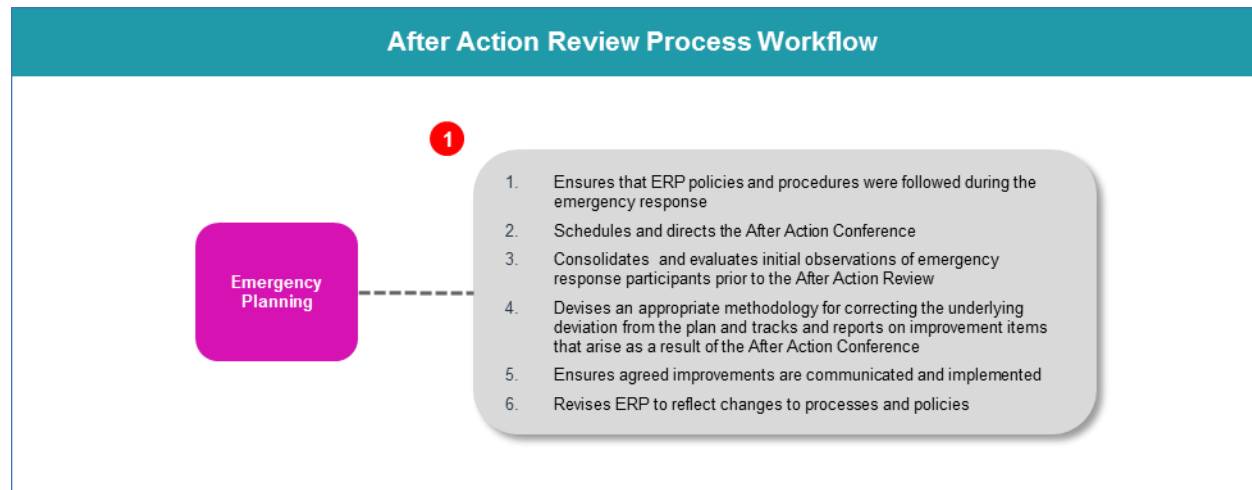 After Action Review Process Workflow
1
1. Ensures that ERP policies and procedures were followed during the
emergency response
2. Schedules and directs the After Action Conference
3. Consolidates and evaluates initial observations of emergency
response participants prior to the After Action Review
Emergency
Planning
4. Devises an appropriate methodology for correcting the underlying
deviation from the plan and tracks and reports on improvement items
that arise as a result of the After Action Conference
5. Ensures agreed improvements are communicated and implemented
6. Revises ERP to reflect changes to processes and policies